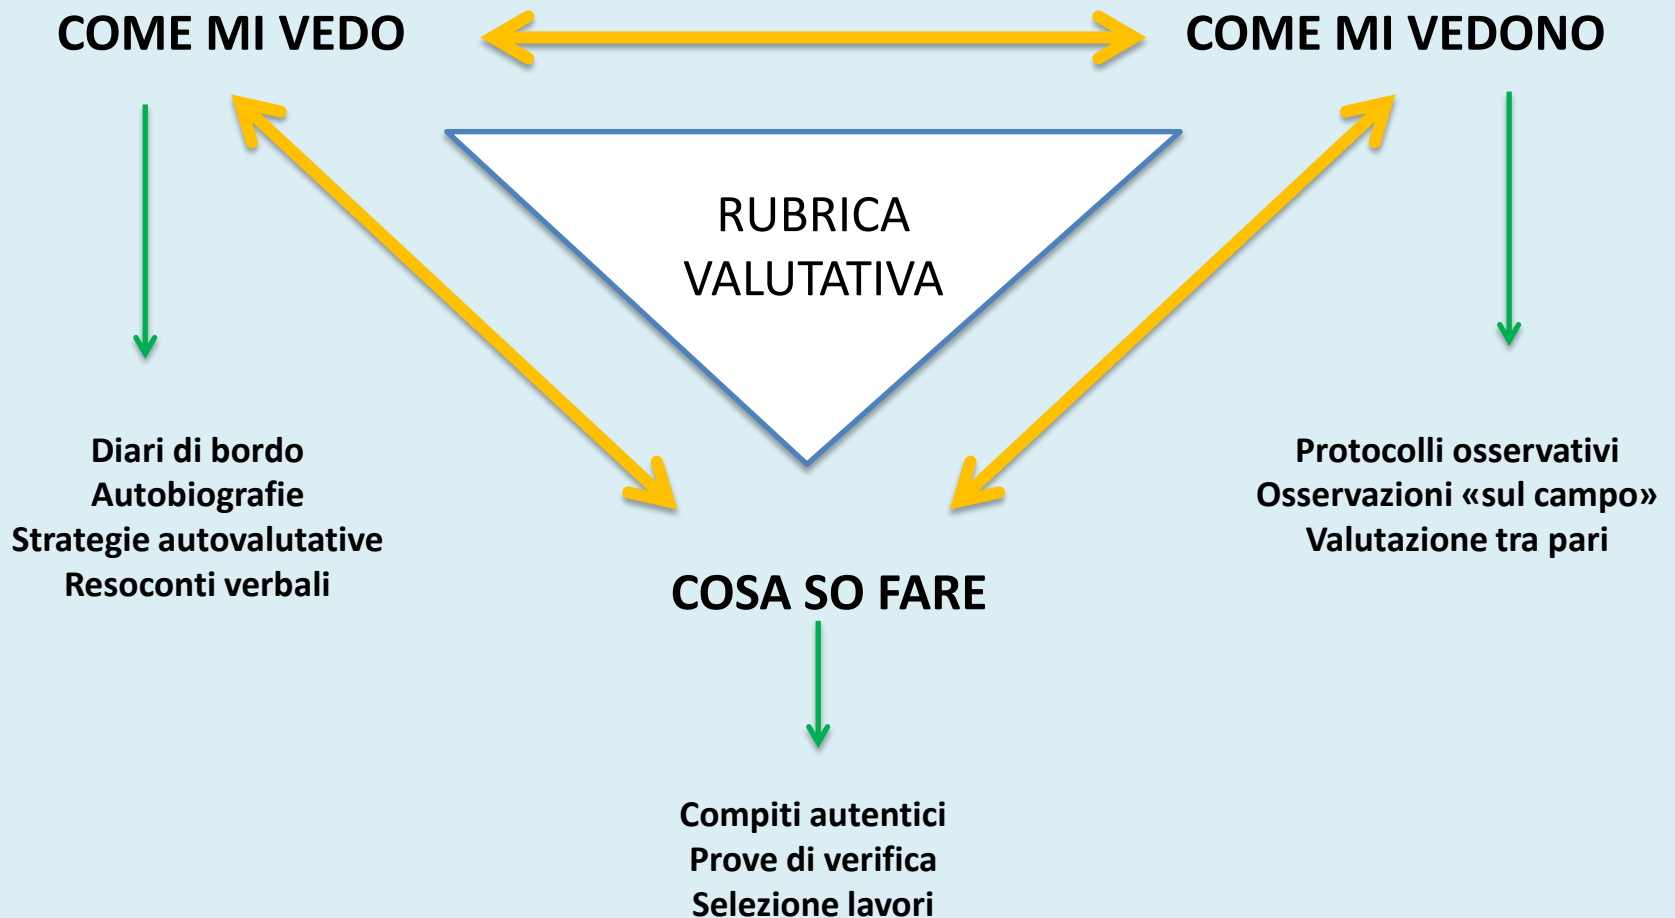 COME MI VEDO
COME MI VEDONO
RUBRICA
VALUTATIVA
Diari di bordo
Autobiografie
Strategie autovalutative
Resoconti verbali
Protocolli osservativi
Osservazioni «sul campo»
Valutazione tra pari
COSA SO FARE
Compiti autentici
Prove di verifica
Selezione lavori